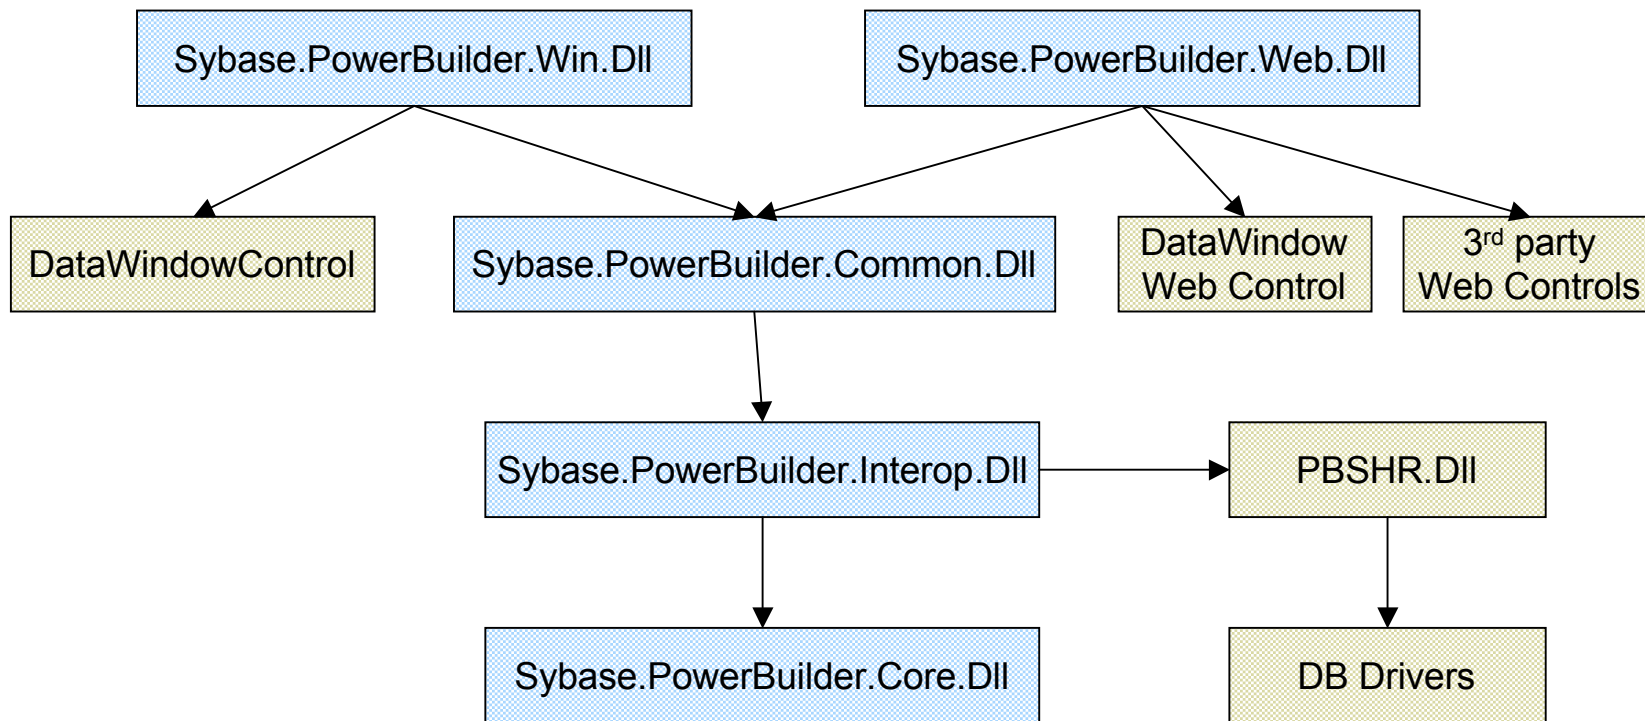 Sybase.PowerBuilder.Win.Dll
Sybase.PowerBuilder.Web.Dll
DataWindowControl
Sybase.PowerBuilder.Common.Dll
DataWindow
Web Control
3rd party
Web Controls
Sybase.PowerBuilder.Interop.Dll
PBSHR.Dll
Sybase.PowerBuilder.Core.Dll
DB Drivers